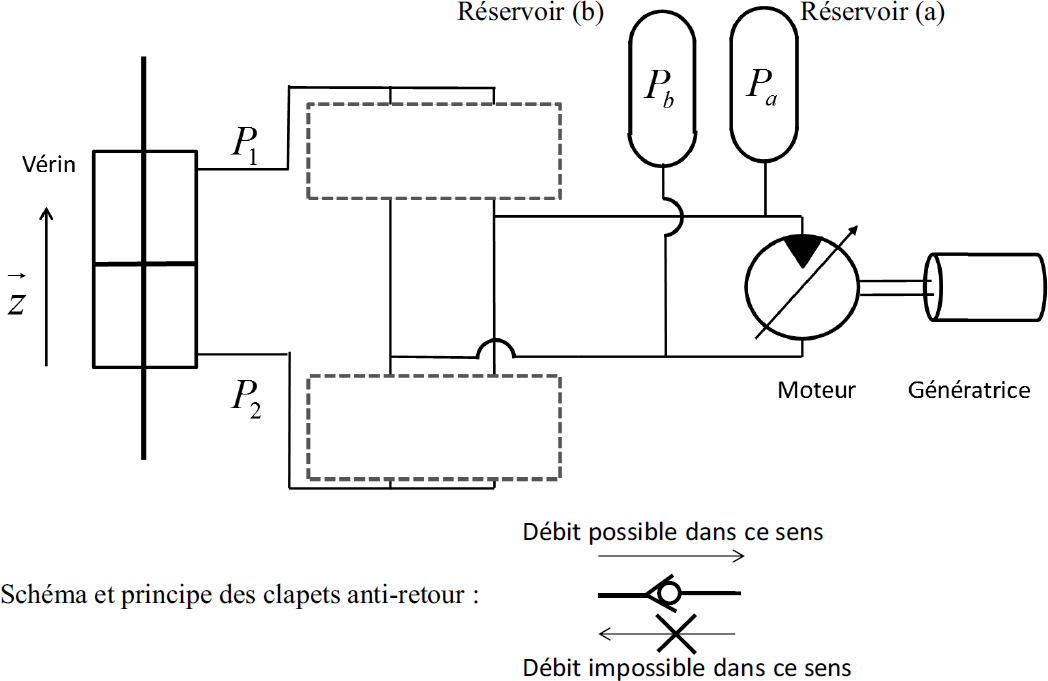 Réservoir (b) Réservoir (a)
P_b P_a
P_1
Vérin
z⃗
P_2
Moteur Génératrice
Débit possible dans ce sens
Schéma et principe des clapets anti-retour :
Débit impossible dans ce sens